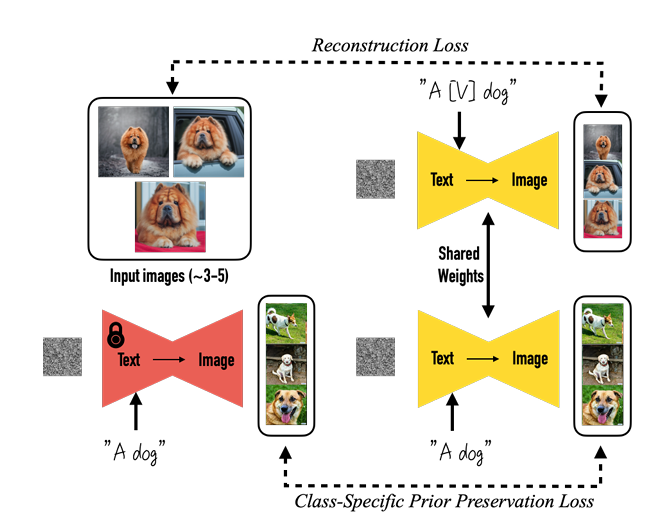 Reconstruction Loss
"A [V] dog"
Text → Image
Input images (~3-5)
Shared
Weights
Text → Image
Text → Image
"A dog"
"A dog"
Class-Specific Prior Preservation Loss